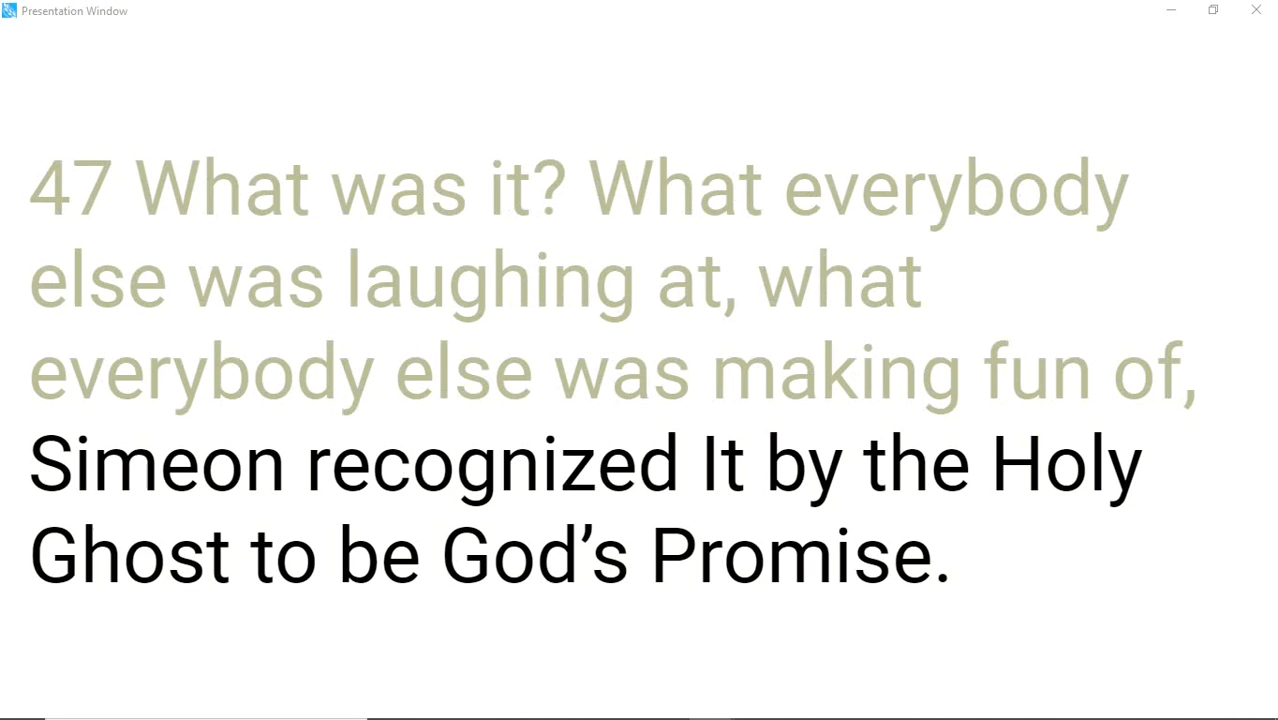 Presentation Window
47 What was it? What everybody
else was laughing at, what
everybody else was making fun of,
Simeon recognized It by the Holy
Ghost to be God’s Promise.